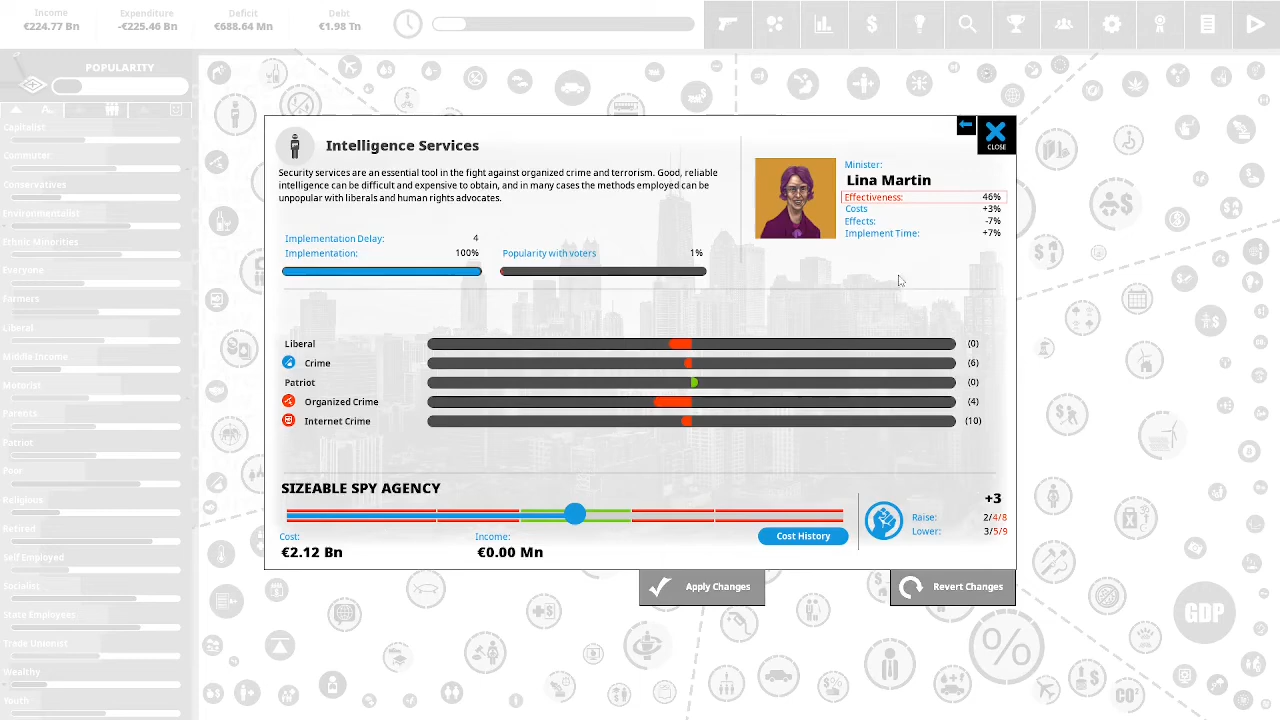 Income
Expenditure
Deficit
Debt
€224.77 Bn
-€225.46 Bn
€688.64 Mn
€1.98 Tn
POPULARITY
Capitalist
Commuter
Conservatives
Environmentalist
Ethnic Minorities
Everyone
Farmers
Liberal
Middle Income
Motorist
Parents
Patriot
Poor
Religious
Retired
Self Employed
Socialist
State Employees
Trade Unionist
Wealthy
Youth
Intelligence Services
Security services are an essential tool in the fight against organized crime and terrorism. Good, reliable
intelligence can be difficult and expensive to obtain, and in many cases the methods employed can be
unpopular with liberals and human rights advocates.
Implementation Delay: 4
Implementation: 100%
Popularity with voters 1%
CLOSE
Minister:
Lina Martin
Effectiveness: 46%
Costs +3%
Effects: -7%
Implement Time: +7%
Liberal (0)
Crime (6)
Patriot (0)
Organized Crime (4)
Internet Crime (10)
SIZEABLE SPY AGENCY
Cost:
€2.12 Bn
Income:
€0.00 Mn
Cost History
+3
Raise: 2/4/8
Lower: 3/5/9
Apply Changes
Revert Changes
GDP
%
CO²